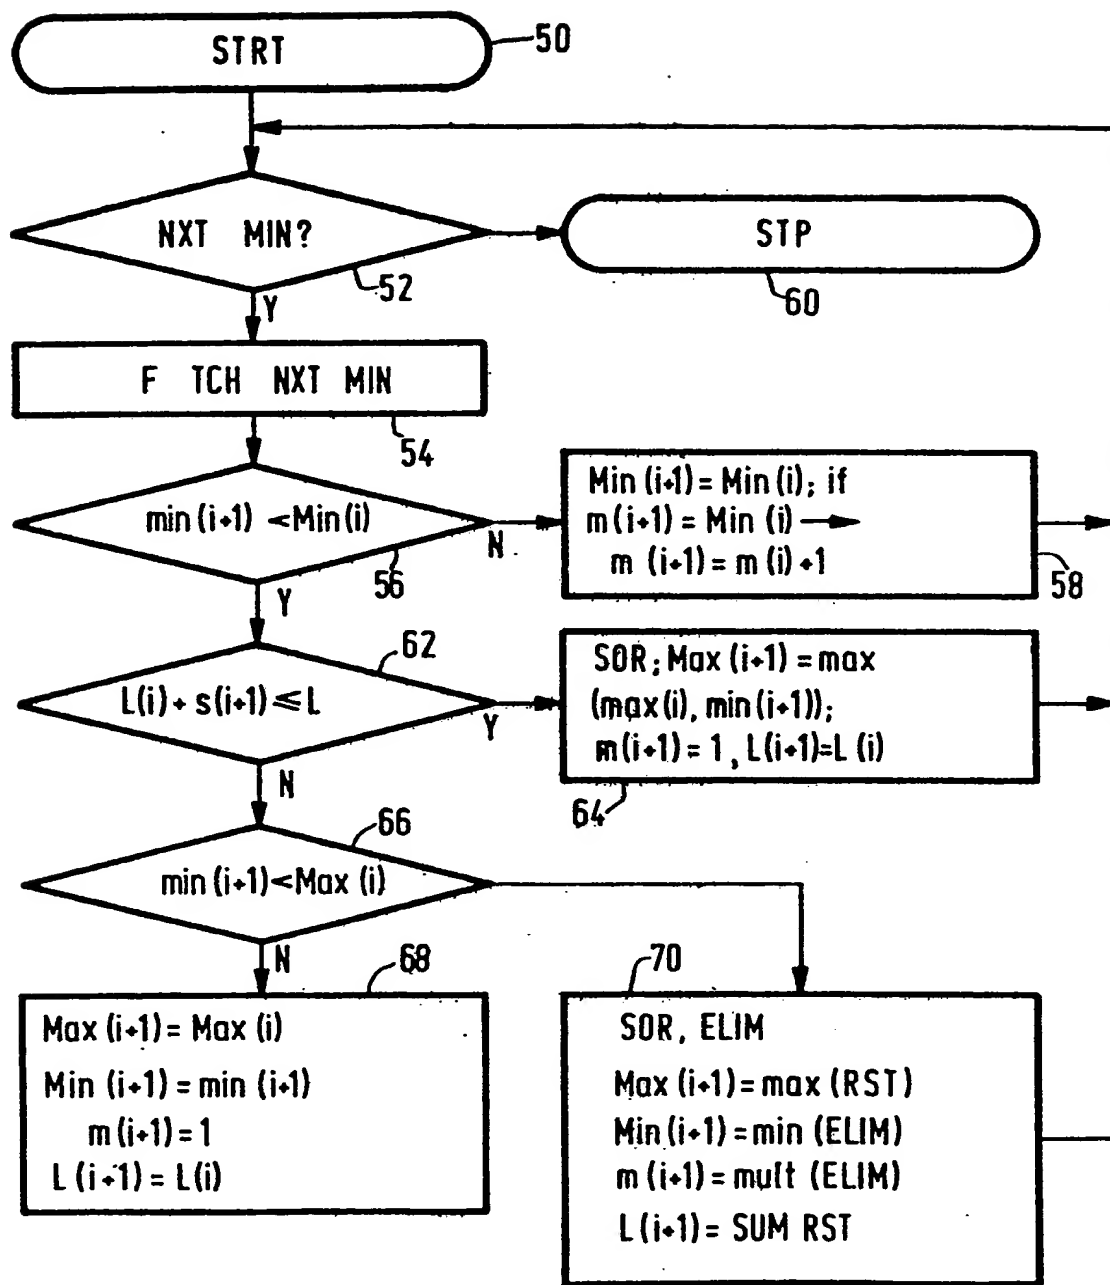 STRT
50
NXT MIN?
52
STP
60
Y
F TCH NXT MIN
54
min (i+1) < Min(i)
56
N
Min (i+1) = Min (i); if
m (i+1) = Min (i) →
m (i+1) = m (i) +1
58
Y
62
L(i) + s(i+1) ≤ L
Y
SOR; Max (i+1) = max
(max(i), min(i+1));
m(i+1) = 1, L(i+1)=L(i)
64
N
66
min (i+1) < Max (i)
N
68
Max (i+1) = Max (i)
Min (i+1) = min (i+1)
m (i+1) = 1
L (i+1) = L(i)
70
SOR, ELIM
Max (i+1) = max (RST)
Min (i+1) = min (ELIM)
m (i+1) = mult (ELIM)
L (i+1) = SUM RST